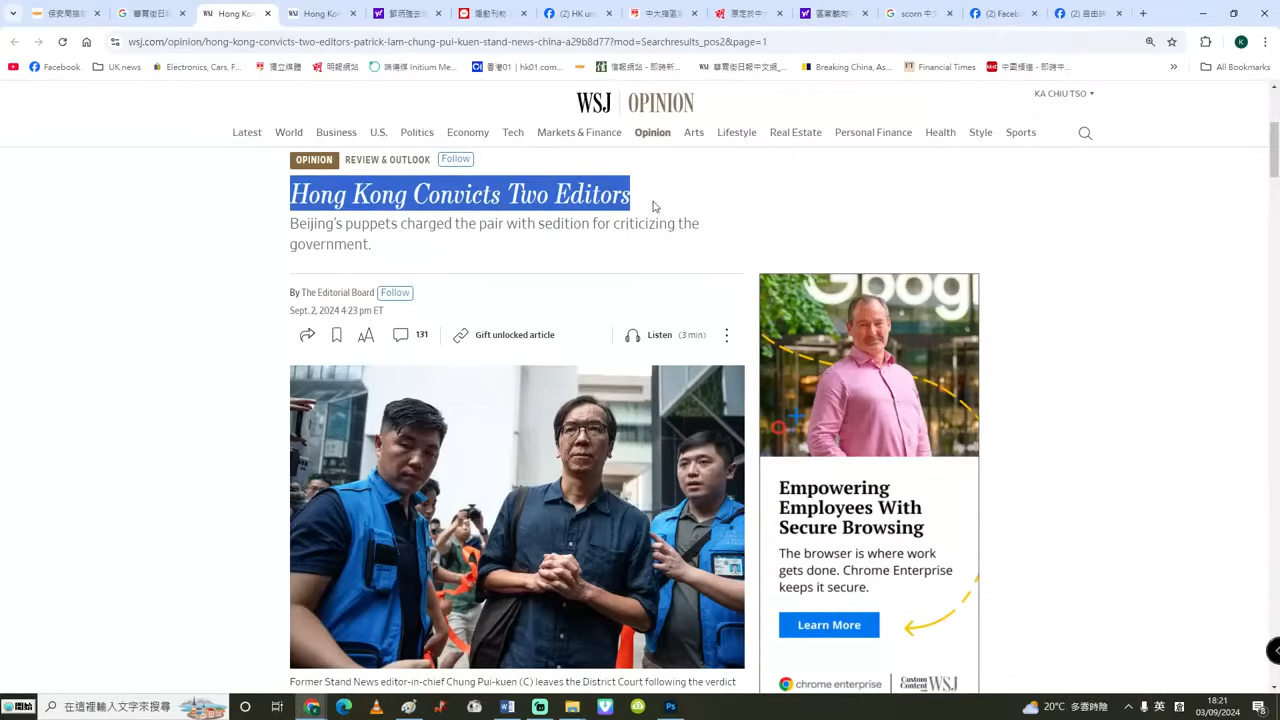 Hong K
(2) HK un
(2) Facebook
wsj.com/opinion/hong-kong-convicts-two-editors-patrick-lam-chung-pui-kuen-stand-news-china-a29b8d77?mod=Searchresults_pos2&page=1
Facebook
UK.news
Electronics, Cars, F...
獨立媒體
明報網站
端傳媒 Initium Me...
香港01 | hk01.com...
信報網站 - 即時新...
華爾街日報中文網_...
Breaking China, As...
Financial Times
All Bookmarks
WSJ OPINION
KA CHIU TSO
Latest World Business U.S. Politics Economy Tech Markets & Finance Opinion Arts Lifestyle Real Estate Personal Finance Health Style Sports
OPINION REVIEW & OUTLOOK Follow
Hong Kong Convicts Two Editors
Beijing's puppets charged the pair with sedition for criticizing the
government.
By The Editorial Board Follow
Sept. 2, 2024 4:23 pm ET
131
Gift unlocked article
Listen (3 min)
Google
Empowering
Employees With
Secure Browsing
The browser is where work
gets done. Chrome Enterprise
keeps it secure.
Learn More
chrome enterprise
Custom
Content
WSJ
Former Stand News editor-in-chief Chung Pui-kuen (C) leaves the District Court following the verdict
在這裡輸入文字來搜尋
20°C 多雲時陰
英
18:21
03/09/2024